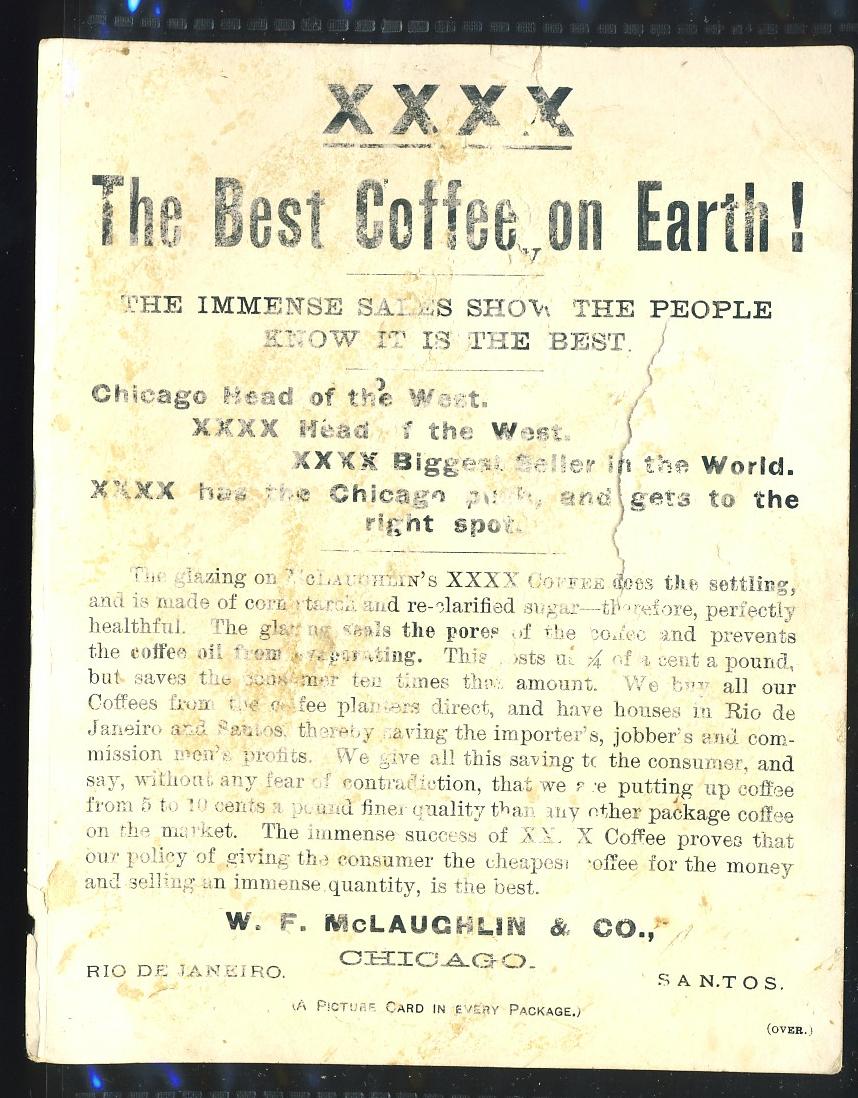 XXXX
The Best Coffee on Earth!
THE IMMENSE SALES SHOW THE PEOPLE
KNOW IT IS THE BEST.
Chicago Head of the West.
XXXX Head of the West.
XXXX Biggest Seller in the World.
XXXX has the Chicago push, and gets to the
right spot.
The glazing on McLAUGHLIN'S XXXX COFFEE does the settling,
and is made of corn starch and re-clarified sugar—therefore, perfectly
healthful. The glazing seals the pores of the coffee and prevents
the coffee oil from evaporating. This costs us ¼ of a cent a pound,
but saves the consumer ten times that amount. We buy all our
Coffees from the coffee planters direct, and have houses in Rio de
Janeiro and Santos, thereby saving the importer's, jobber's and com-
mission men's profits. We give all this saving to the consumer, and
say, without any fear of contradiction, that we are putting up coffee
from 5 to 10 cents a pound finer quality than any other package coffee
on the market. The immense success of XXXX Coffee proves that
our policy of giving the consumer the cheapest coffee for the money
and selling an immense quantity, is the best.
W. F. McLAUGHLIN & CO.,
CHICAGO.
RIO DE JANEIRO.
SANTOS.
(A PICTURE CARD IN EVERY PACKAGE.)
(OVER.)